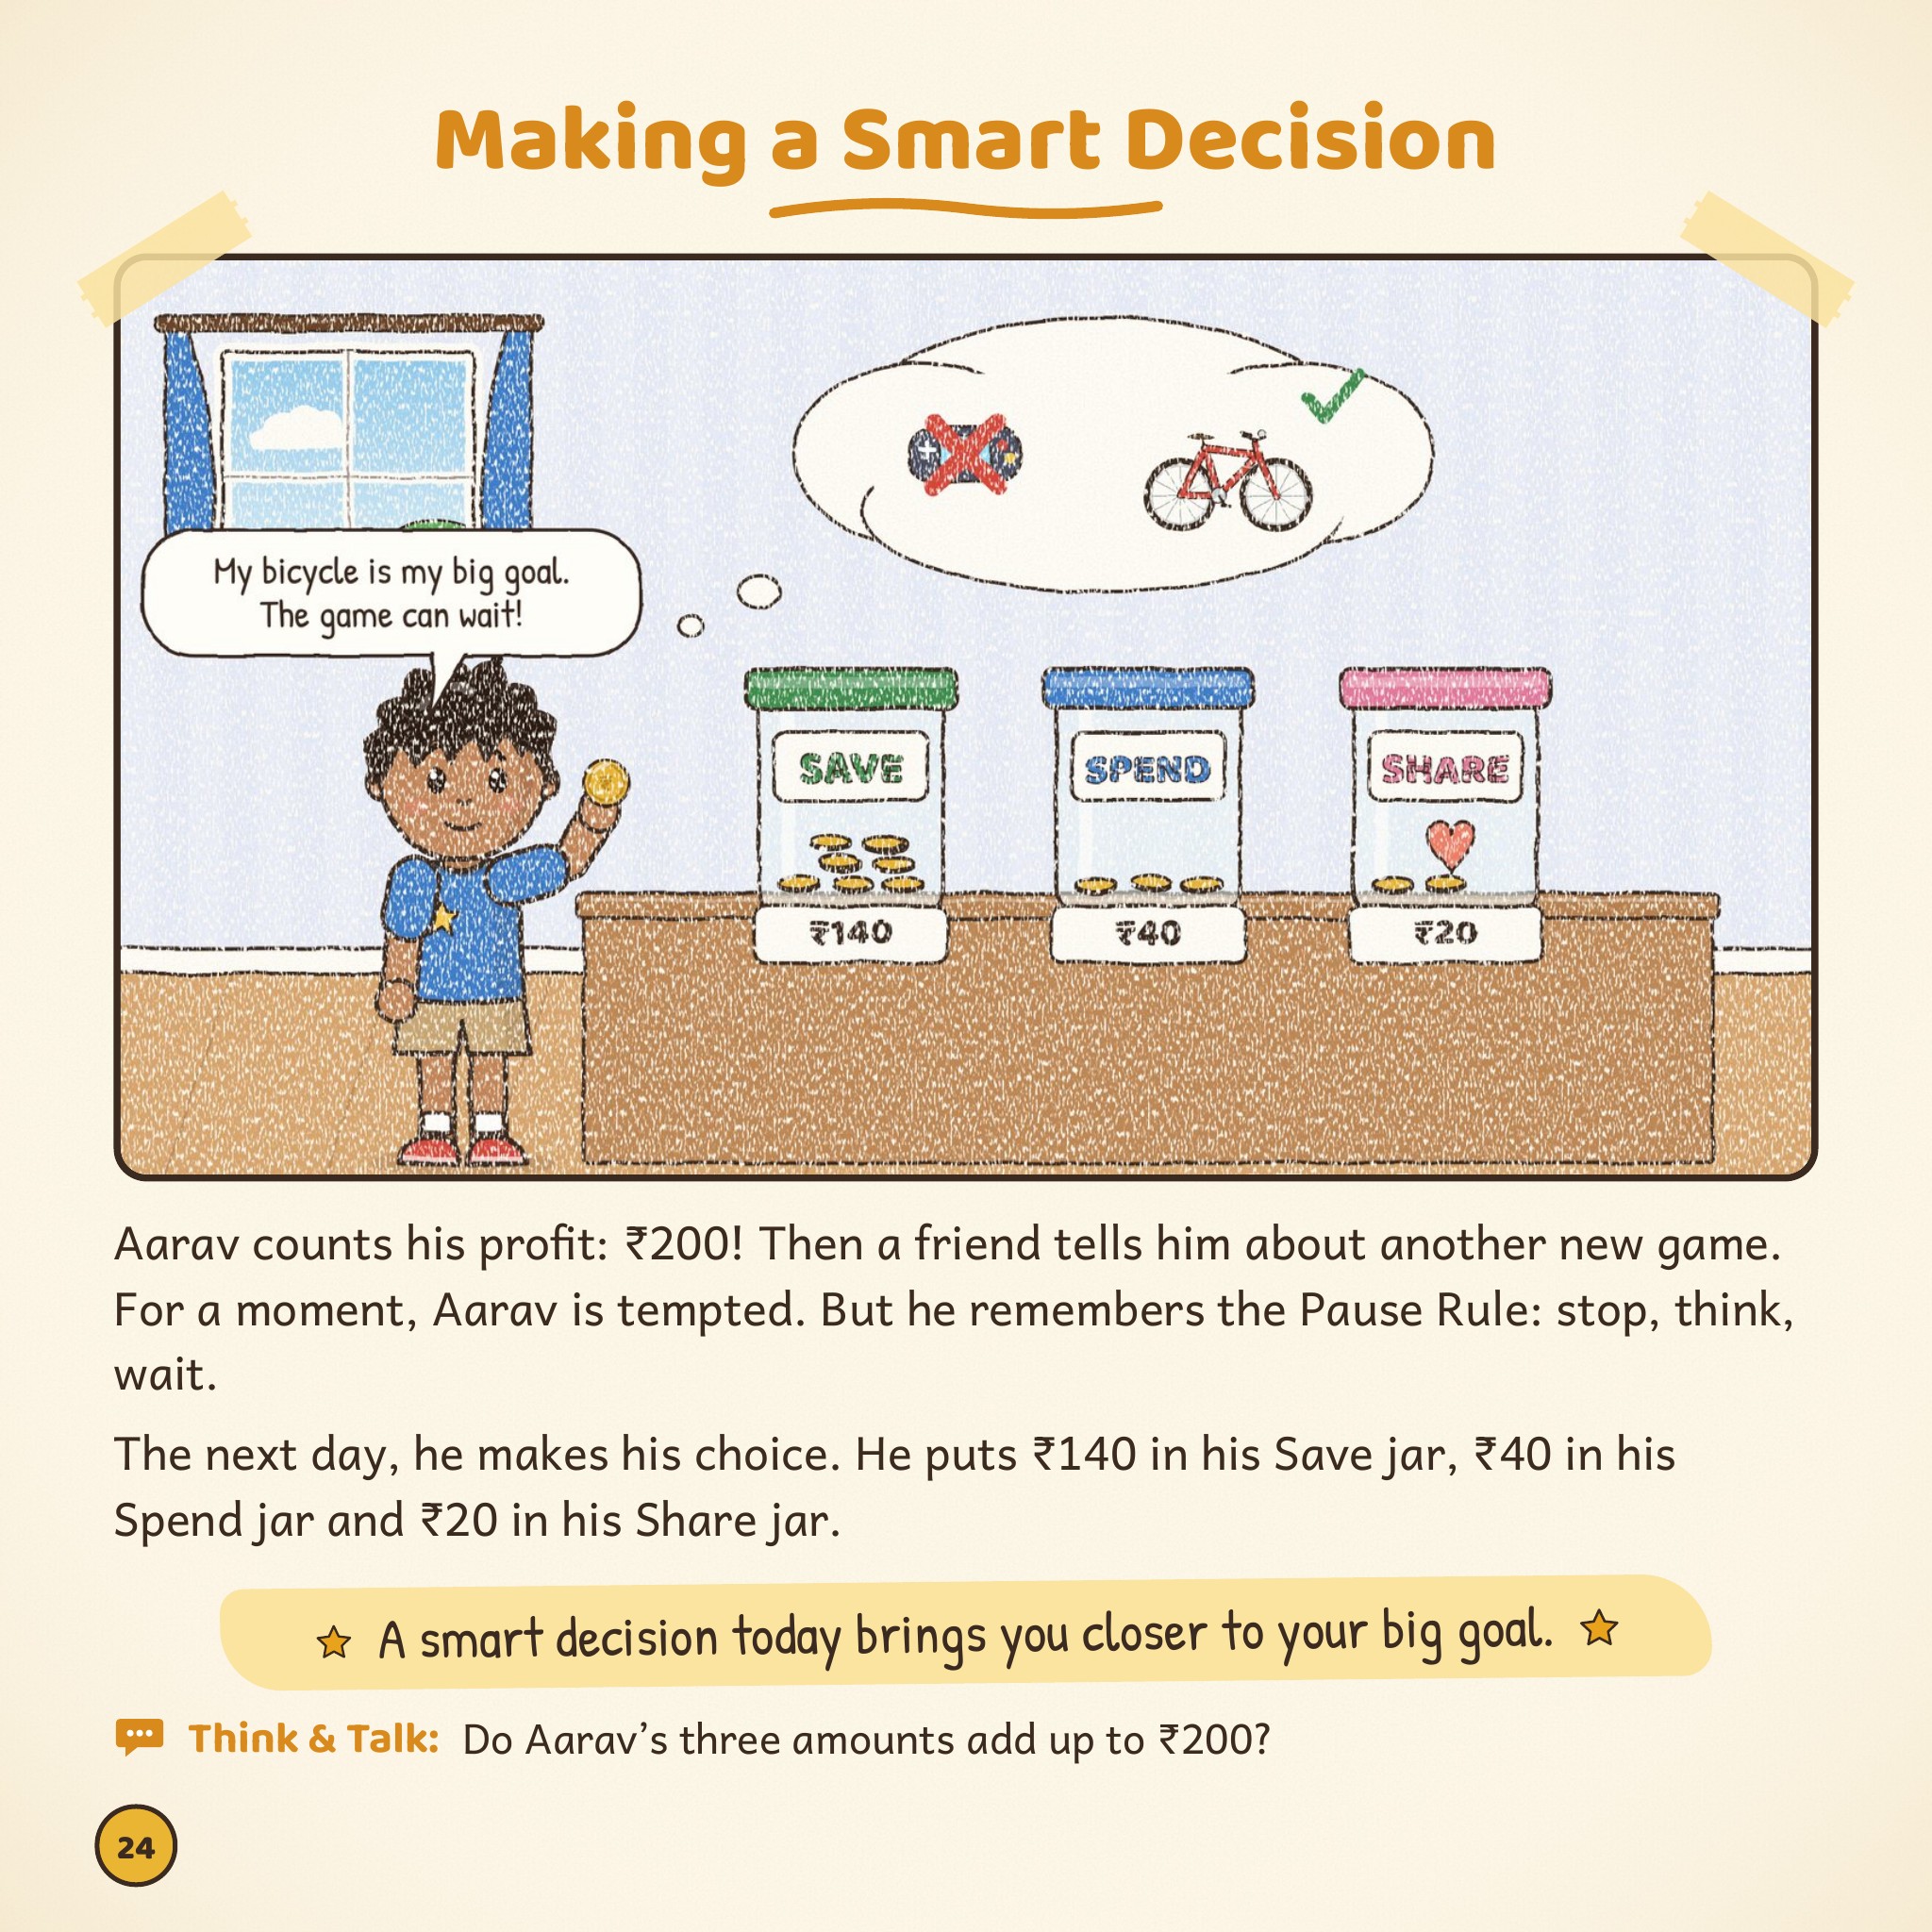 Making a Smart Decision
My bicycle is my big goal.
The game can wait!
SAVE
SPEND
SHARE
₹140
₹40
₹20
Aarav counts his profit: ₹200! Then a friend tells him about another new game.
For a moment, Aarav is tempted. But he remembers the Pause Rule: stop, think,
wait.
The next day, he makes his choice. He puts ₹140 in his Save jar, ₹40 in his
Spend jar and ₹20 in his Share jar.
A smart decision today brings you closer to your big goal.
Think & Talk: Do Aarav’s three amounts add up to ₹200?
24